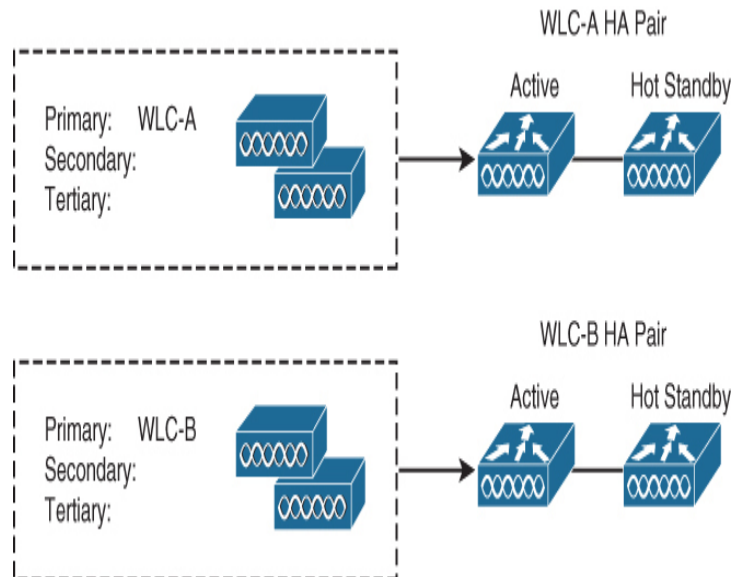 WLC-A HA Pair
Active Hot Standby
Primary: WLC-A
Secondary:
Tertiary:
WLC-B HA Pair
Active Hot Standby
Primary: WLC-B
Secondary:
Tertiary: